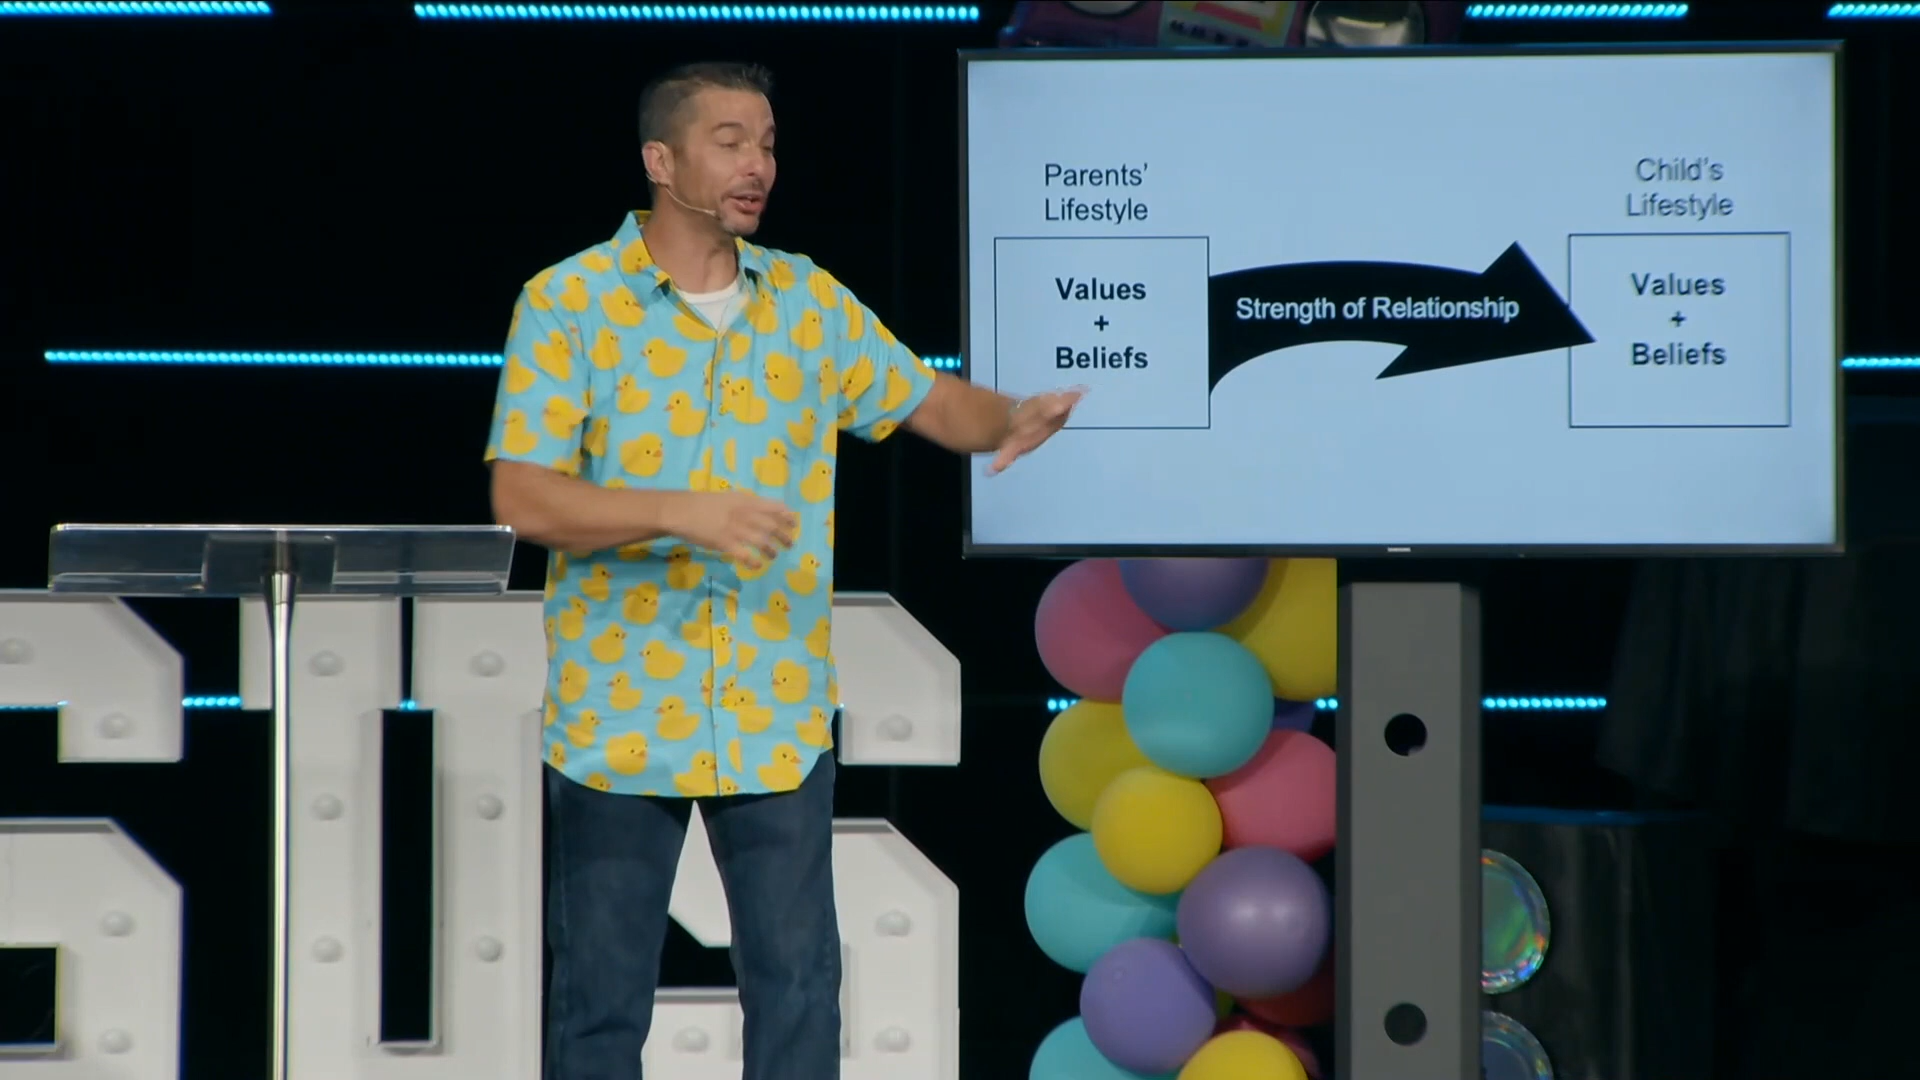 Parents'
Lifestyle
Values
+
Beliefs
Strength of Relationship
Child's
Lifestyle
Values
+
Beliefs